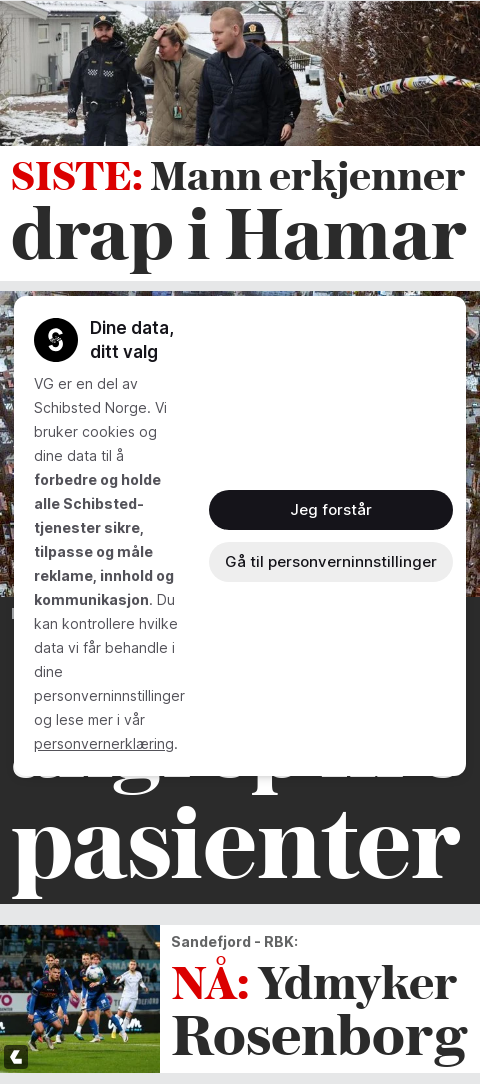 SISTE: Mann erkjenner
drap i Hamar
Dine data,
ditt valg
VG er en del av
Schibsted Norge. Vi
bruker cookies og
dine data til å
forbedre og holde
alle Schibsted-
tjenester sikre,
tilpasse og måle
reklame, innhold og
kommunikasjon. Du
kan kontrollere hvilke
data vi får behandle i
dine
personverninnstillinger
og lese mer i vår
personvernerklæring.
Jeg forstår
Gå til personverninnstillinger
pasienter
Sandefjord - RBK:
NÅ: Ydmyker
Rosenborg